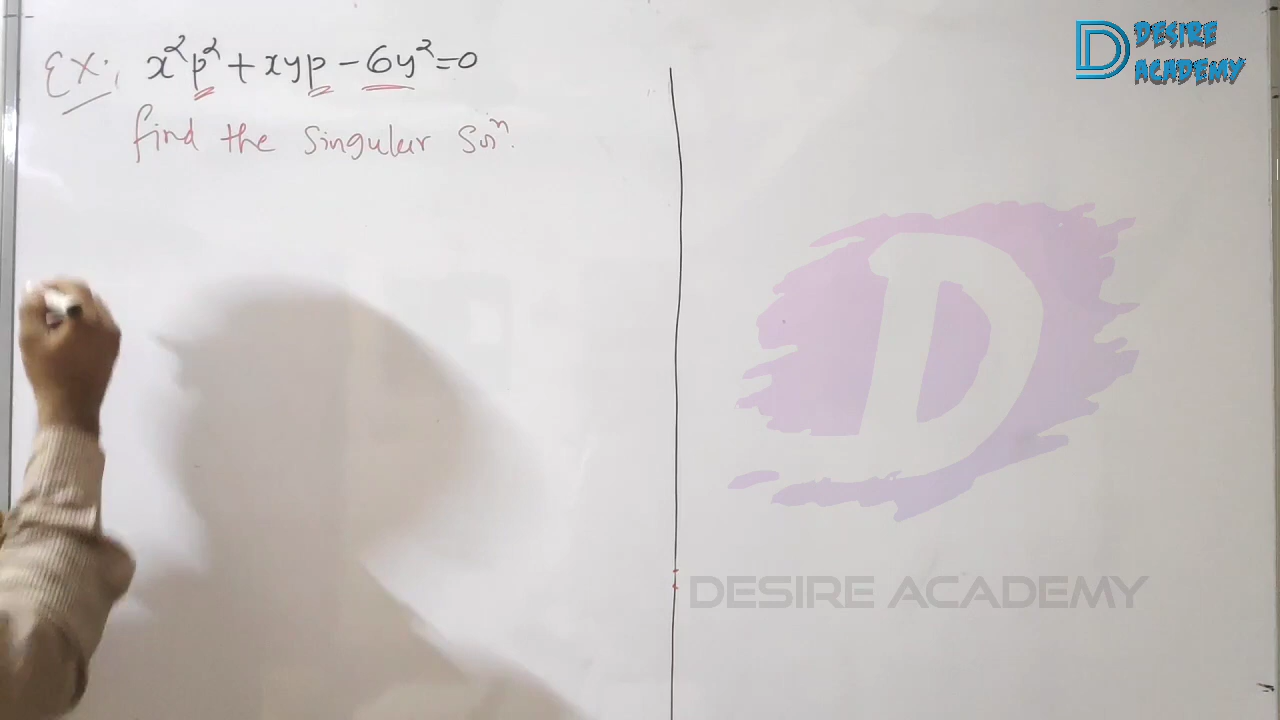 Ex:, x²p² + xyp - 6y² = 0
find the singular Solⁿ.
DESIRE
ACADEMY
DESIRE ACADEMY